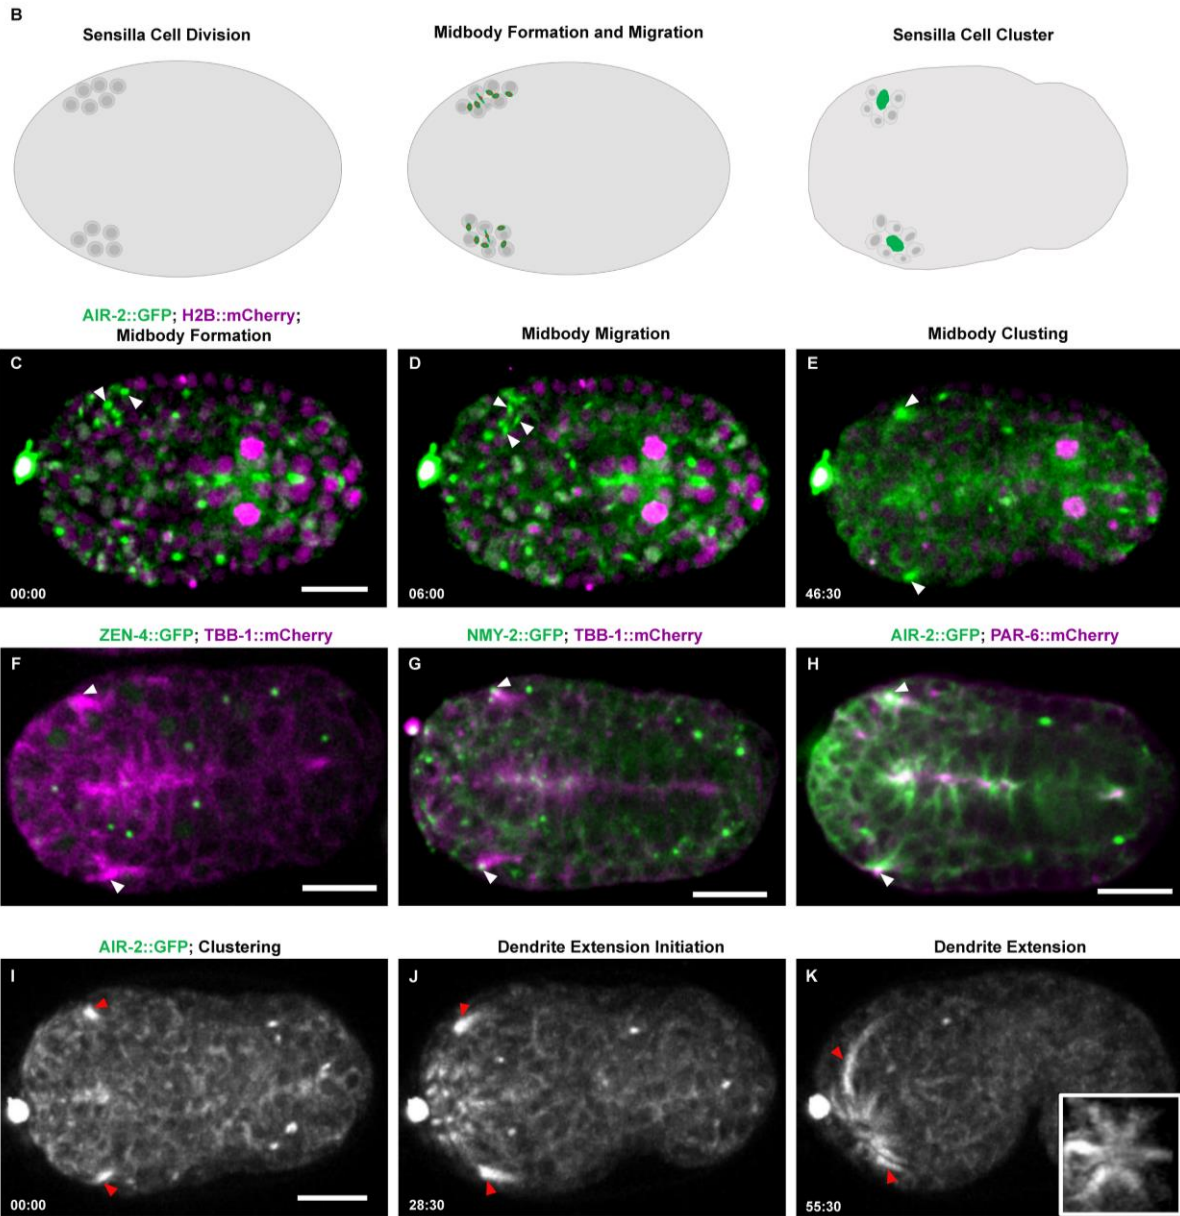 B
Sensilla Cell Division
Midbody Formation and Migration
Sensilla Cell Cluster
AIR-2::GFP; H2B::mCherry;
Midbody Formation
Midbody Migration
Midbody Clusting
C
D
E
00:00
06:00
46:30
ZEN-4::GFP; TBB-1::mCherry
NMY-2::GFP; TBB-1::mCherry
AIR-2::GFP; PAR-6::mCherry
F
G
H
AIR-2::GFP; Clustering
Dendrite Extension Initiation
Dendrite Extension
I
J
K
00:00
28:30
55:30